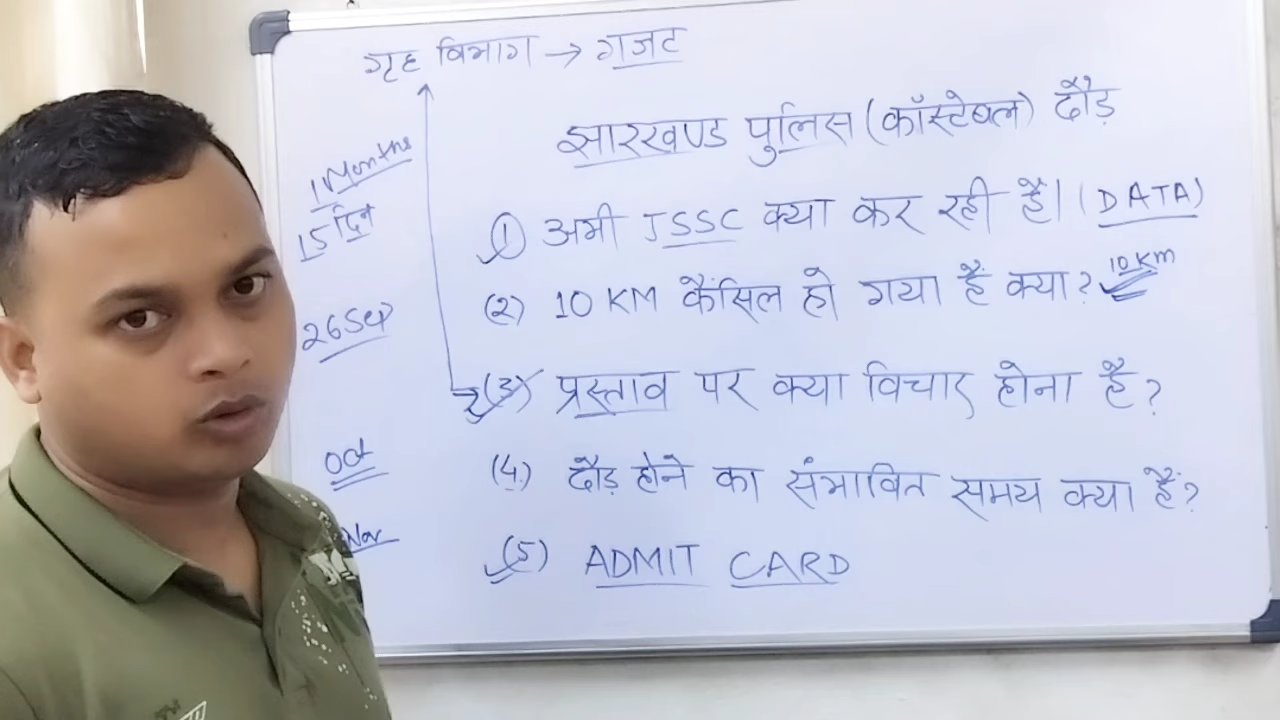 गृह विभाग → गजट
झारखण्ड पुलिस (कॉस्टेबल) दौड़
1 Months
15 दिन
(1) अभी JSSC क्या कर रही है। (DATA)
(2) 10 KM कैंसिल हो गया है क्या? 10 KM
26 Sep
(3) प्रस्ताव पर क्या विचार होना है?
Oct
(4) दौड़ होने का संभावित समय क्या है?
Nov
(5) ADMIT CARD